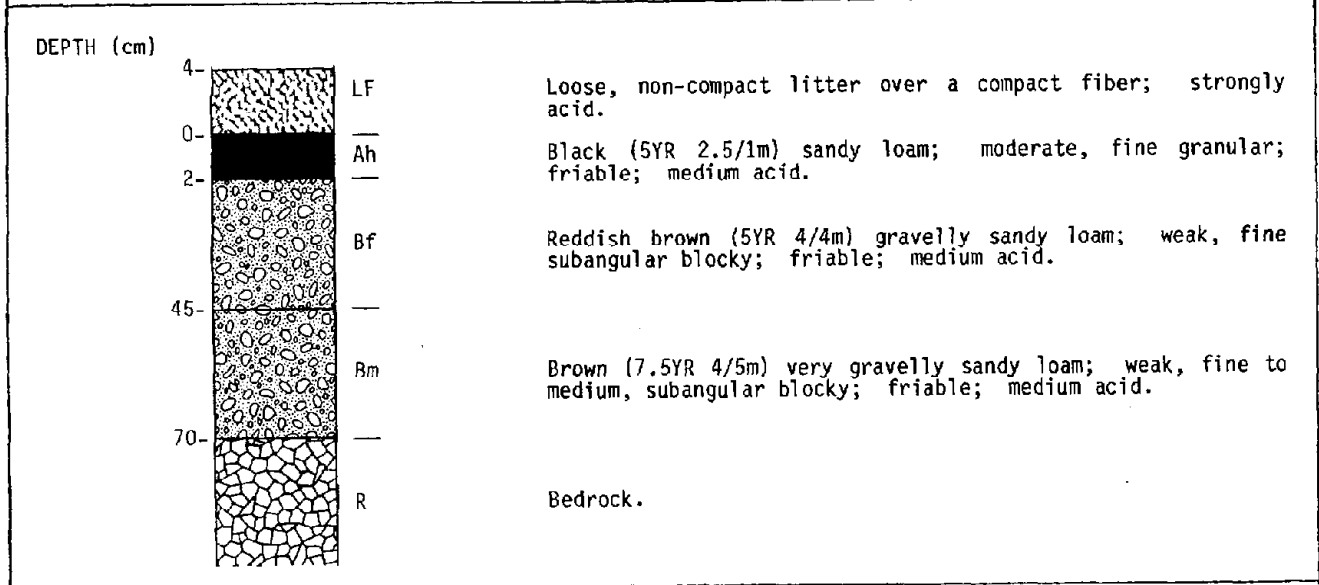 DEPTH (cm)
4-
LF
Loose, non-compact litter over a compact fiber; strongly
acid.
0-
Ah
Black (5YR 2.5/1m) sandy loam; moderate, fine granular;
friable; medium acid.
2-
Bf
Reddish brown (5YR 4/4m) gravelly sandy loam; weak, fine
subangular blocky; friable; medium acid.
45-
Bm
Brown (7.5YR 4/5m) very gravelly sandy loam; weak, fine to
medium, subangular blocky; friable; medium acid.
70-
R
Bedrock.